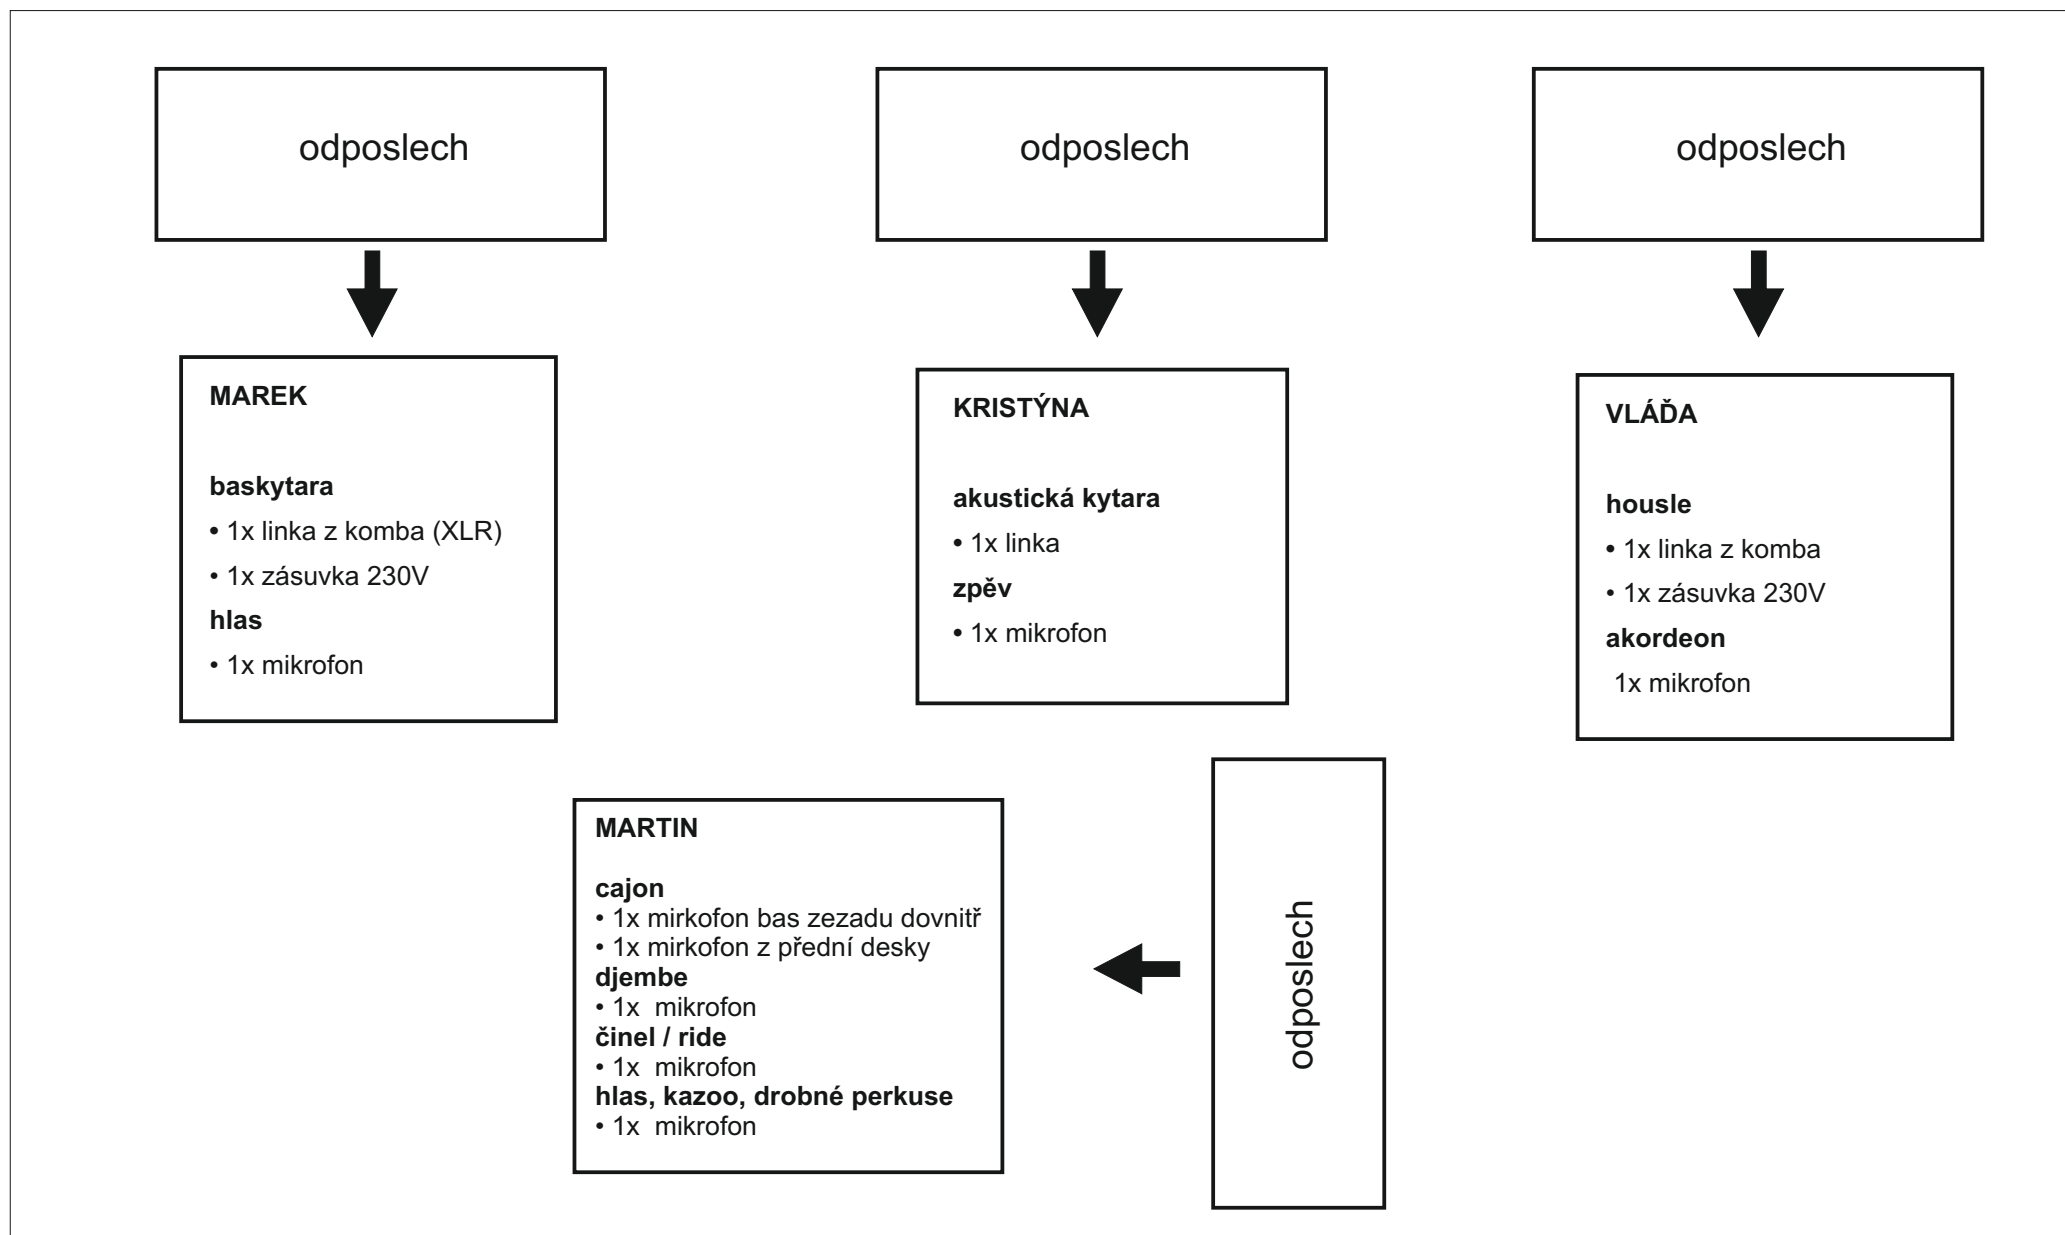 odposlech
odposlech
odposlech
MAREK
baskytara
• 1x linka z komba (XLR)
• 1x zásuvka 230V
hlas
• 1x mikrofon
KRISTÝNA
akustická kytara
• 1x linka
zpěv
• 1x mikrofon
VLÁĎA
housle
• 1x linka z komba
• 1x zásuvka 230V
akordeon
1x mikrofon
MARTIN
cajon
• 1x mirkofon bas zezadu dovnitř
• 1x mirkofon z přední desky
djembe
• 1x  mikrofon
činel / ride
• 1x  mikrofon
hlas, kazoo, drobné perkuse
• 1x  mikrofon
odposlech